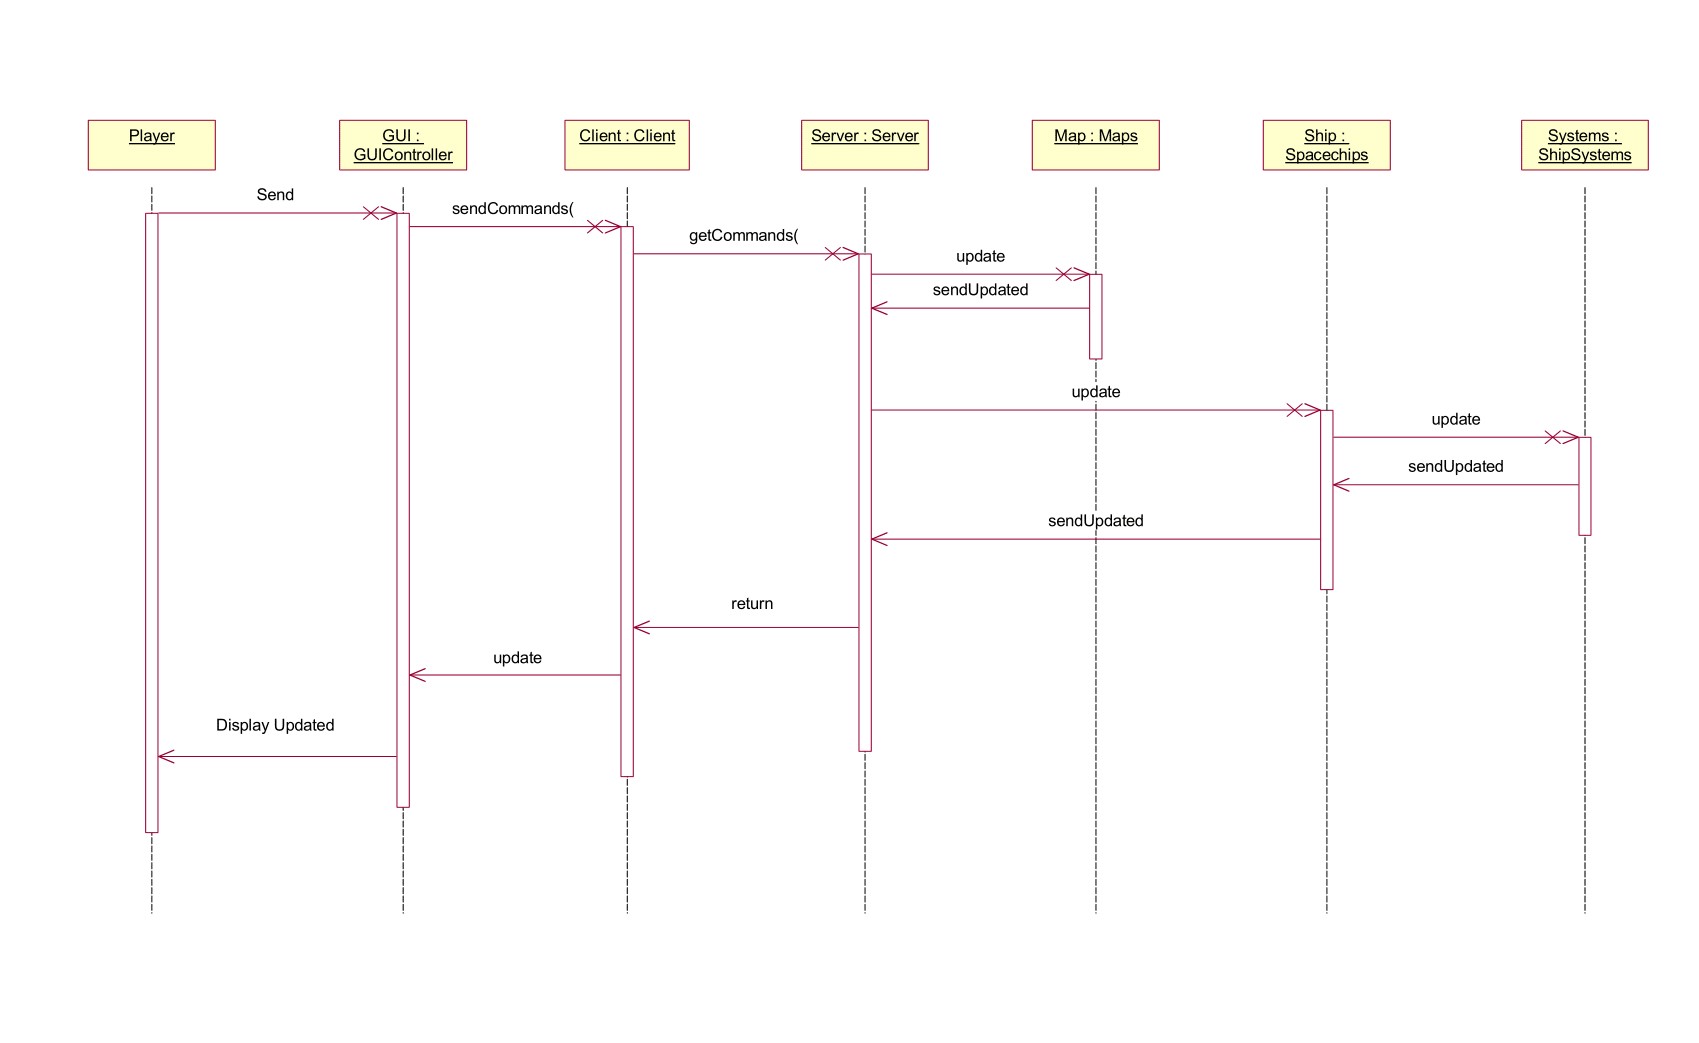 Player
GUI :
GUIController
Client : Client
Server : Server
Map : Maps
Ship :
Spacechips
Systems :
ShipSystems
Send
sendCommands(
getCommands(
update
sendUpdated
update
update
sendUpdated
sendUpdated
return
update
Display Updated